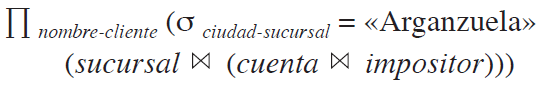 ∏ nombre-cliente (σ ciudad-sucursal = «Arganzuela»
(sucursal ⋈ (cuenta ⋈ impositor)))